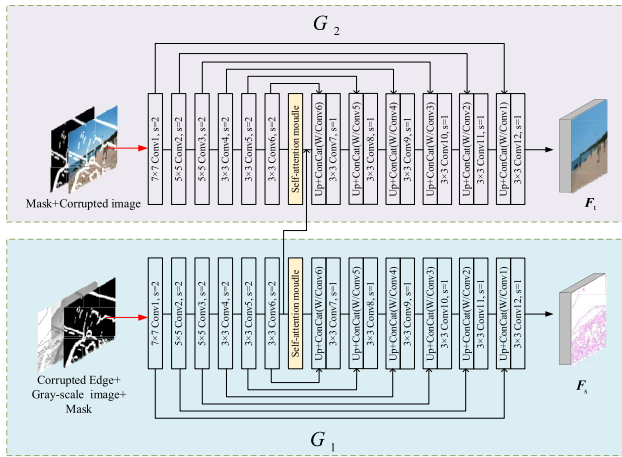 G2
7×7 Conv1, s=2
5×5 Conv2, s=2
5×5 Conv3, s=2
3×3 Conv4, s=2
3×3 Conv5, s=2
3×3 Conv6, s=2
Self-attention moudle
Up+ConCat(W/Conv6)
3×3 Conv7, s=1
Up+ConCat(W/Conv5)
3×3 Conv8, s=1
Up+ConCat(W/Conv4)
3×3 Conv9, s=1
Up+ConCat(W/Conv3)
3×3 Conv10, s=1
Up+ConCat(W/Conv2)
3×3 Conv11, s=1
Up+ConCat(W/Conv1)
3×3 Conv12, s=1
Mask+Corrupted image
Ft
7×7 Conv1, s=2
5×5 Conv2, s=2
5×5 Conv3, s=2
3×3 Conv4, s=2
3×3 Conv5, s=2
3×3 Conv6, s=2
Self-attention moudle
Up+ConCat(W/Conv6)
3×3 Conv7, s=1
Up+ConCat(W/Conv5)
3×3 Conv8, s=1
Up+ConCat(W/Conv4)
3×3 Conv9, s=1
Up+ConCat(W/Conv3)
3×3 Conv10, s=1
Up+ConCat(W/Conv2)
3×3 Conv11, s=1
Up+ConCat(W/Conv1)
3×3 Conv12, s=1
Corrupted Edge+
Gray-scale image+
Mask
Fs
G1